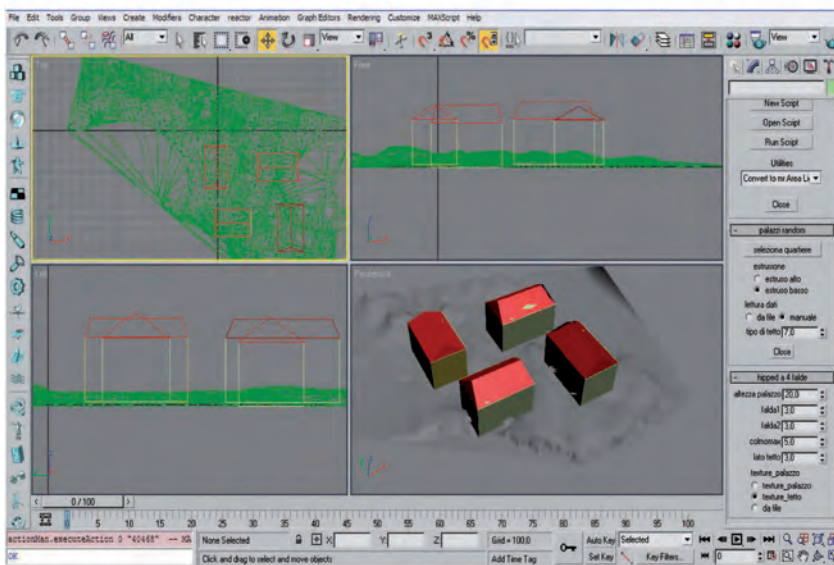 File Edit Tools Group Views Create Modifiers Character reactor Animation Graph Editors Rendering Customize MAXScript Help
All
View
View
Top
Front
New Script
Open Script
Run Script
Utilities
Convert to mr.Area Lig
Close
- palazzi random
seleziona quartiere
estrusione
estruso alto
estruso basso
lettura dati
da file manuale
tipo di tetto 7,0
Close
Left
Perspective
- hipped a 4 falde
altezza palazzo 20,0
falda1 3,0
falda2 3,0
colmomax 5,0
lato tetto 3,0
texture_palazzo
texture_palazzo
texture_tetto
da file
0 / 100
0 5 10 15 20 25 30 35 40 45 50 55 60 65 70 75 80 85 90 95 100
actionMan.executeAction 0 "40468" -- MA
OK
None Selected X: Y: Z: Grid = 100,0 Auto Key Selected
Click and drag to select and move objects Add Time Tag Set Key Key Filters... 0